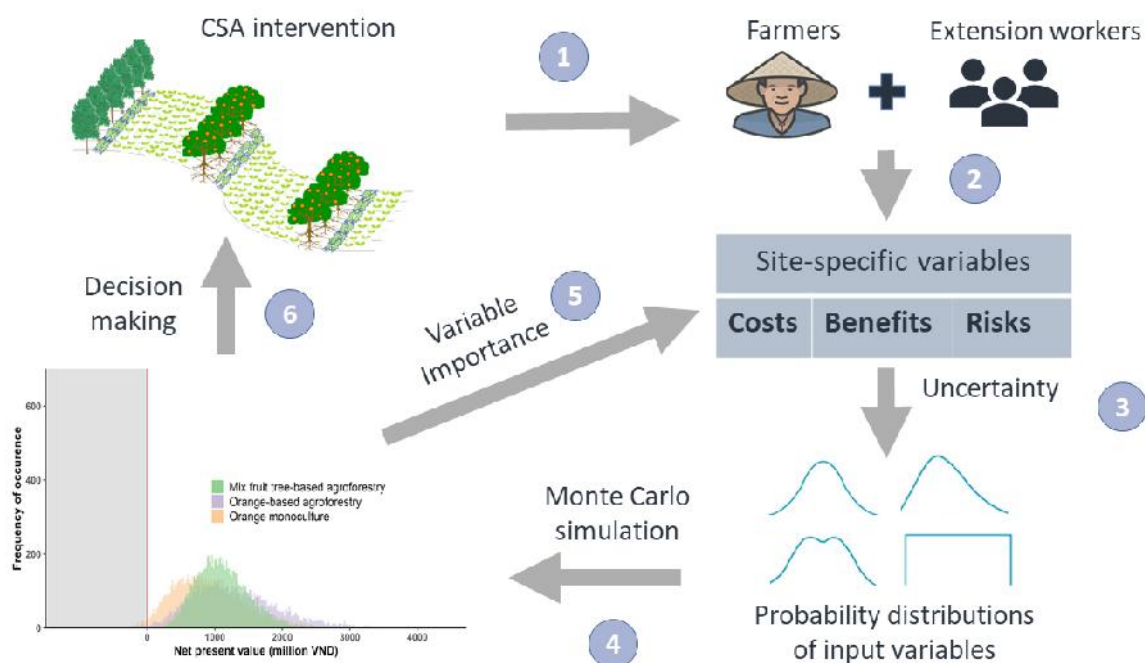 CSA intervention
1
Farmers
Extension workers
2
Site-specific variables
Costs
Benefits
Risks
Uncertainty
3
Probability distributions
of input variables
Monte Carlo
simulation
4
Variable
Importance
5
Decision
making
6
Frequency of occurence
600
400
200
0
Mix fruit tree-based agroforestry
Orange-based agroforestry
Orange monoculture
0
1000
2000
3000
4000
Net present value (million VND)